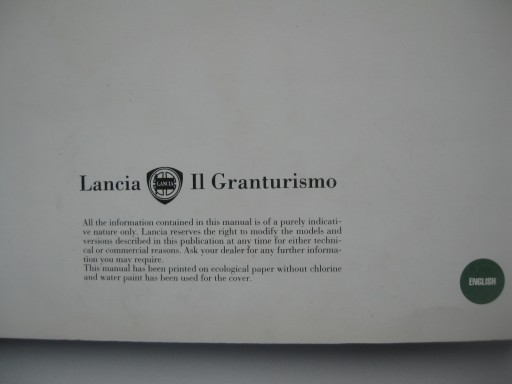 Lancia LANCIA Il Granturismo
All the information contained in this manual is of a purely indicati-
ve nature only. Lancia reserves the right to modify the models and
versions described in this publication at any time for either techni-
cal or commercial reasons. Ask your dealer for any further informa-
tion you may require.
This manual has been printed on ecological paper without chlorine
and water paint has been used for the cover.
ENGLISH